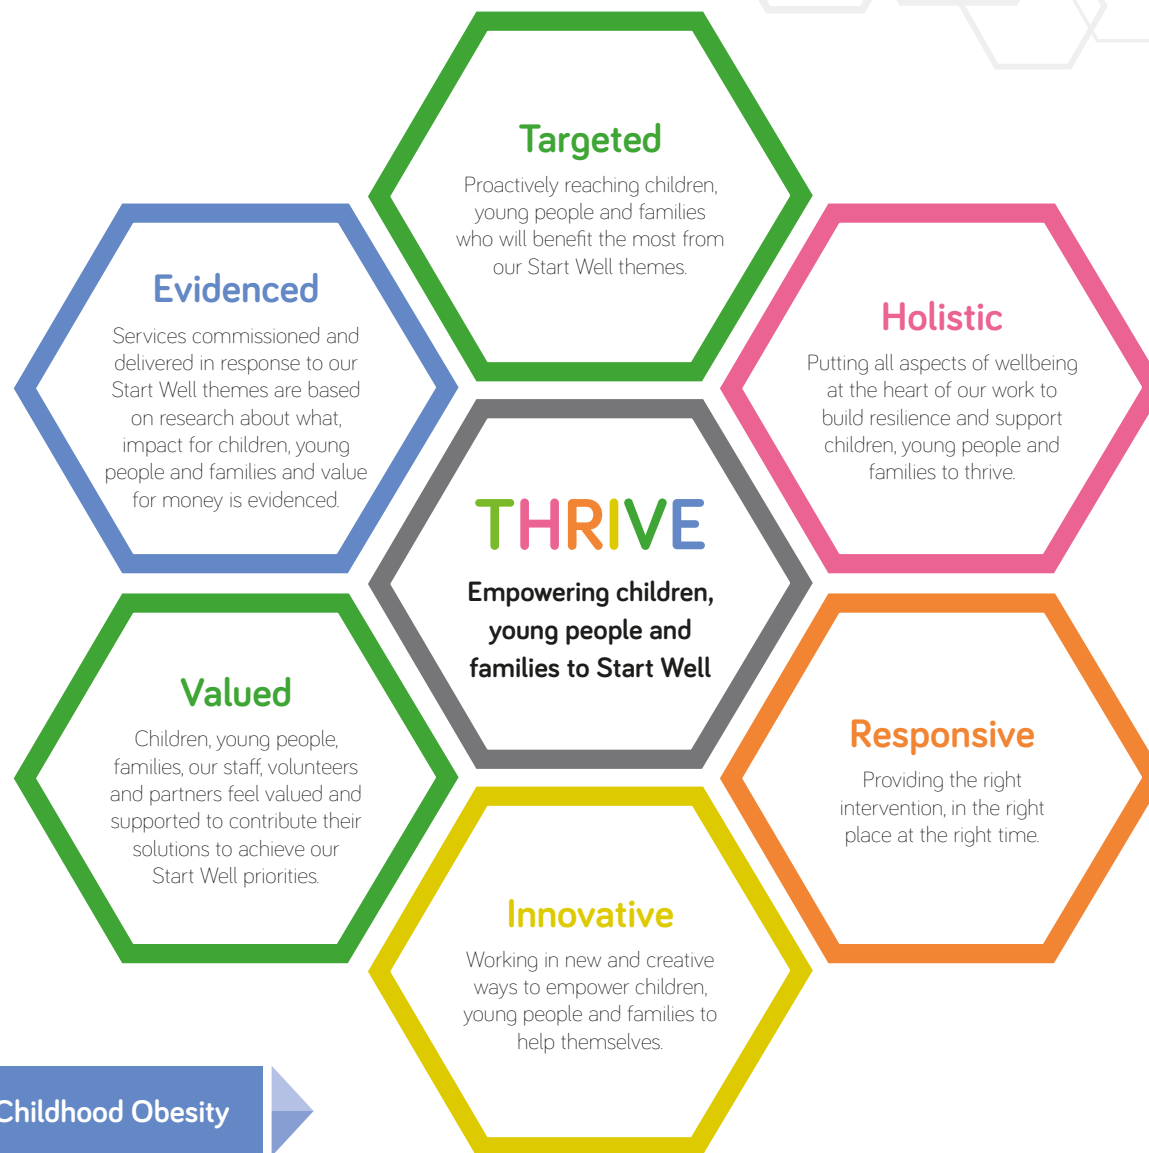 Targeted
Proactively reaching children,
young people and families
who will benefit the most from
our Start Well themes.
Evidenced
Services commissioned and
delivered in response to our
Start Well themes are based
on research about what,
impact for children, young
people and families and value
for money is evidenced.
Holistic
Putting all aspects of wellbeing
at the heart of our work to
build resilience and support
children, young people and
families to thrive.
THRIVE
Empowering children,
young people and
families to Start Well
Valued
Children, young people,
families, our staff, volunteers
and partners feel valued and
supported to contribute their
solutions to achieve our
Start Well priorities.
Responsive
Providing the right
intervention, in the right
place at the right time.
Innovative
Working in new and creative
ways to empower children,
young people and families to
help themselves.
Childhood Obesity